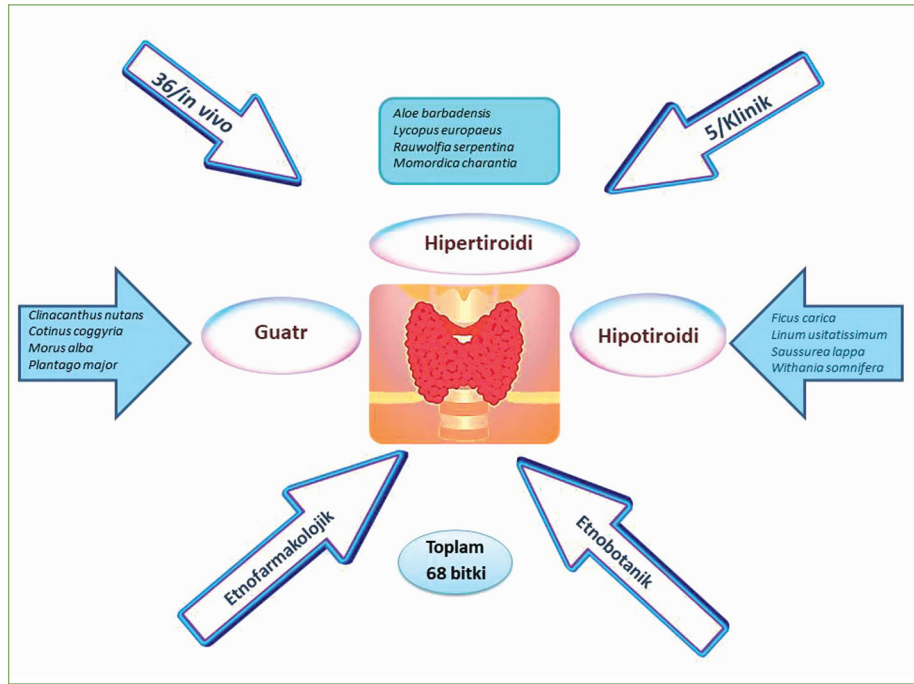 36/in vivo
5/Klinik
Aloe barbadensis
Lycopus europaeus
Rauwolfia serpentina
Momordica charantia
Hipertiroidi
Clinacanthus nutans
Cotinus coggyria
Morus alba
Plantago major
Guatr
Hipotiroidi
Ficus carica
Linum usitatissimum
Saussurea lappa
Withania somnifera
Etnofarmakolojik
Toplam
68 bitki
Etnobotanik